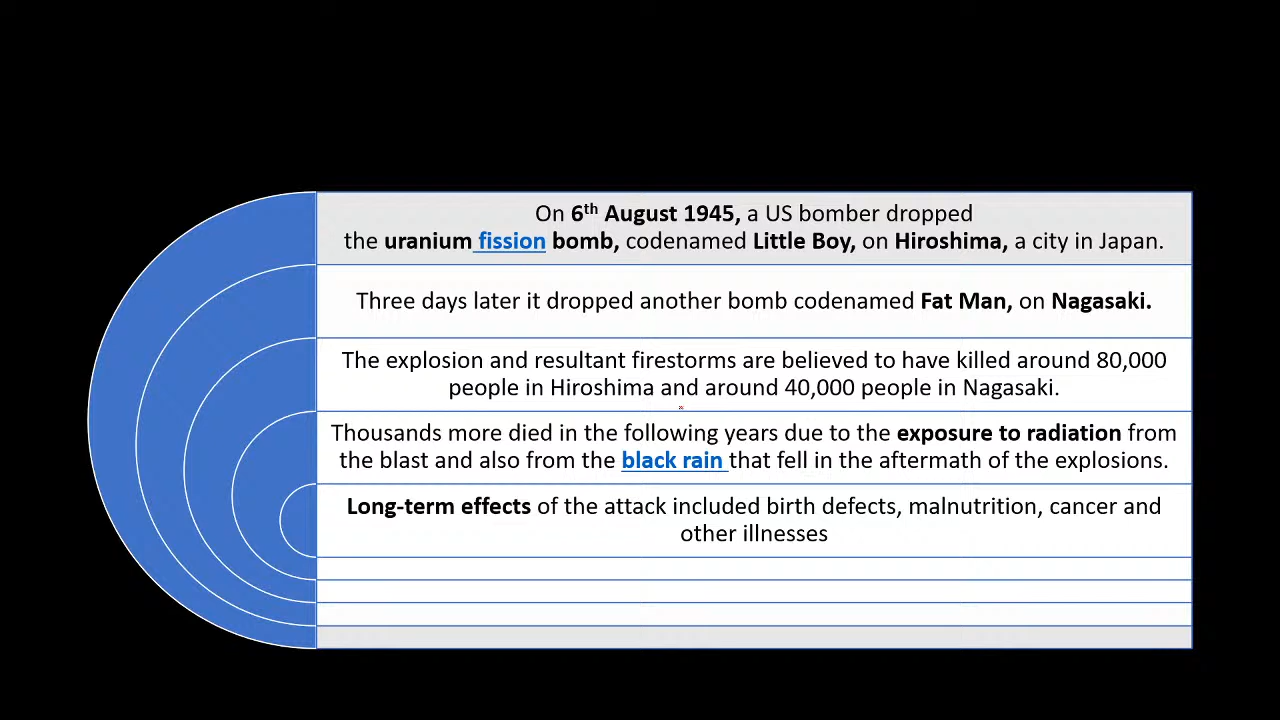 On 6th August 1945, a US bomber dropped
the uranium fission bomb, codenamed Little Boy, on Hiroshima, a city in Japan.
Three days later it dropped another bomb codenamed Fat Man, on Nagasaki.
The explosion and resultant firestorms are believed to have killed around 80,000
people in Hiroshima and around 40,000 people in Nagasaki.
Thousands more died in the following years due to the exposure to radiation from
the blast and also from the black rain that fell in the aftermath of the explosions.
Long-term effects of the attack included birth defects, malnutrition, cancer and
other illnesses